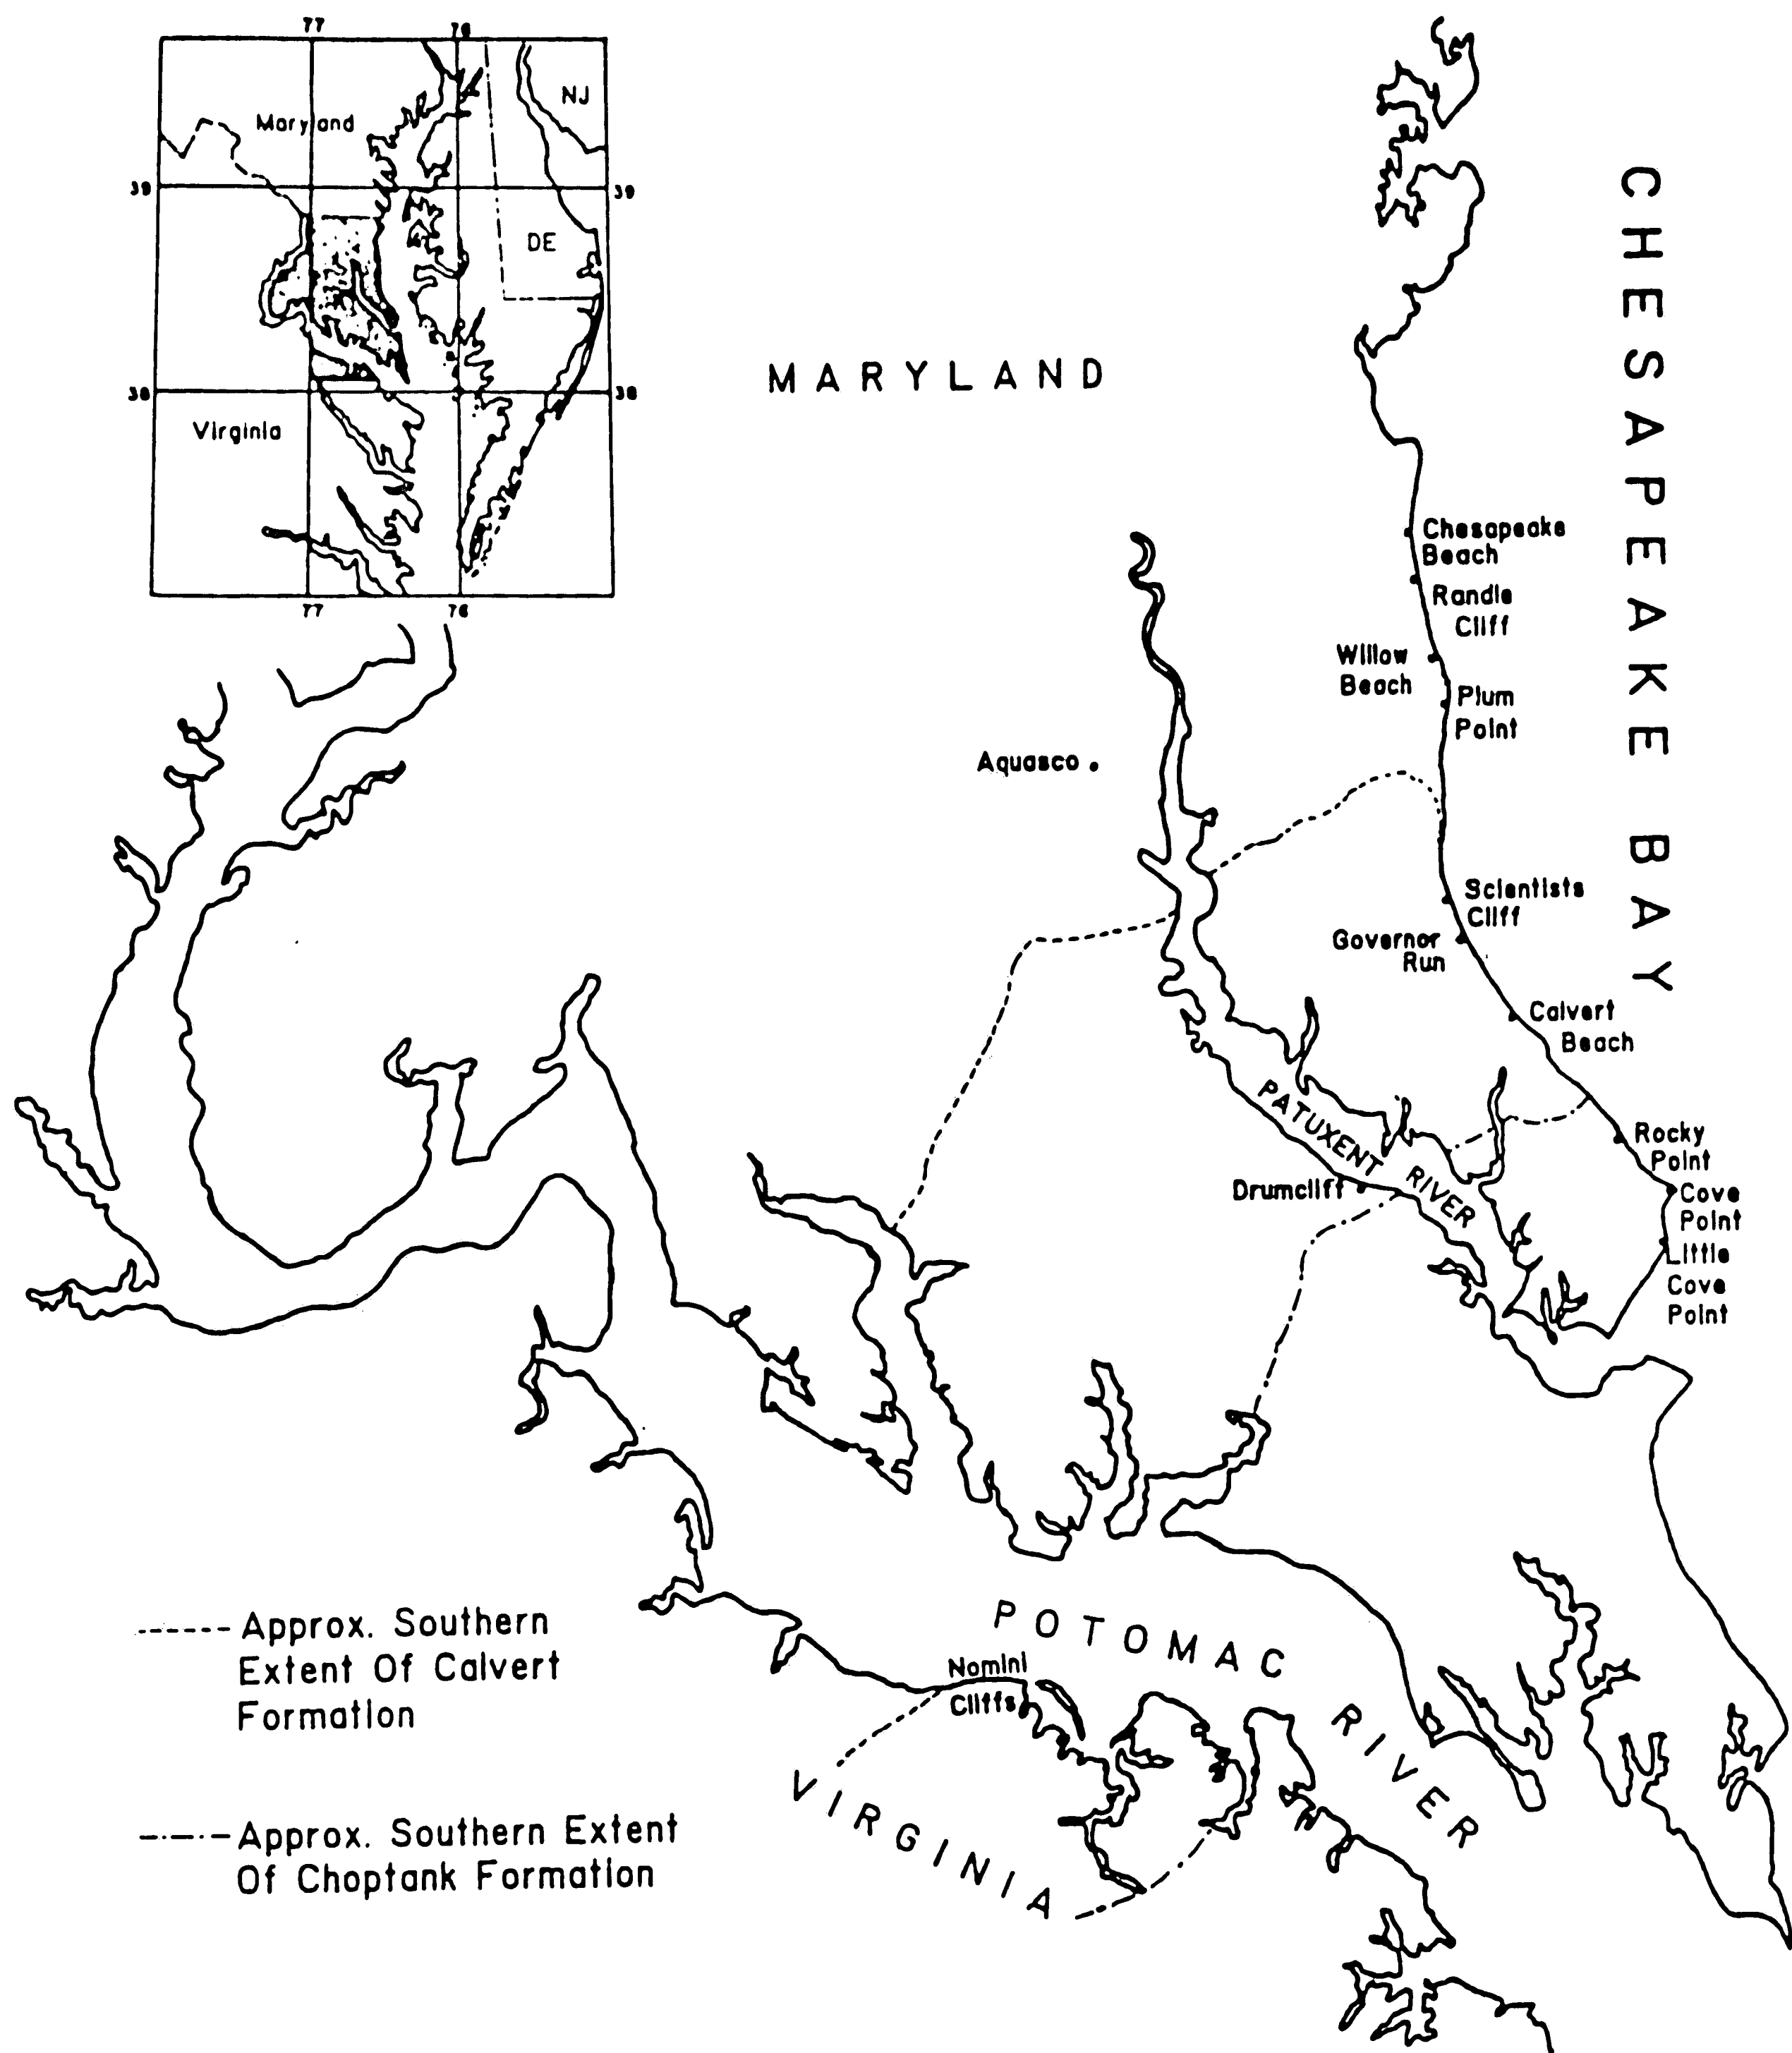 77 76
NJ
Maryland
39 39
DE
38 38
Virginia
77 76
MARYLAND
CHESAPEAKE BAY
Chesapeake
Beach
Randle
Cliff
Willow
Beach
Plum
Point
Aquasco
Scientists
Cliff
Governor
Run
Calvert
Beach
PATUXENT RIVER
Rocky
Point
Drumcliff
Cove
Point
Little
Cove
Point
POTOMAC RIVER
Nomini
Cliffs
VIRGINIA
Approx. Southern
Extent Of Calvert
Formation
Approx. Southern Extent
Of Choptank Formation